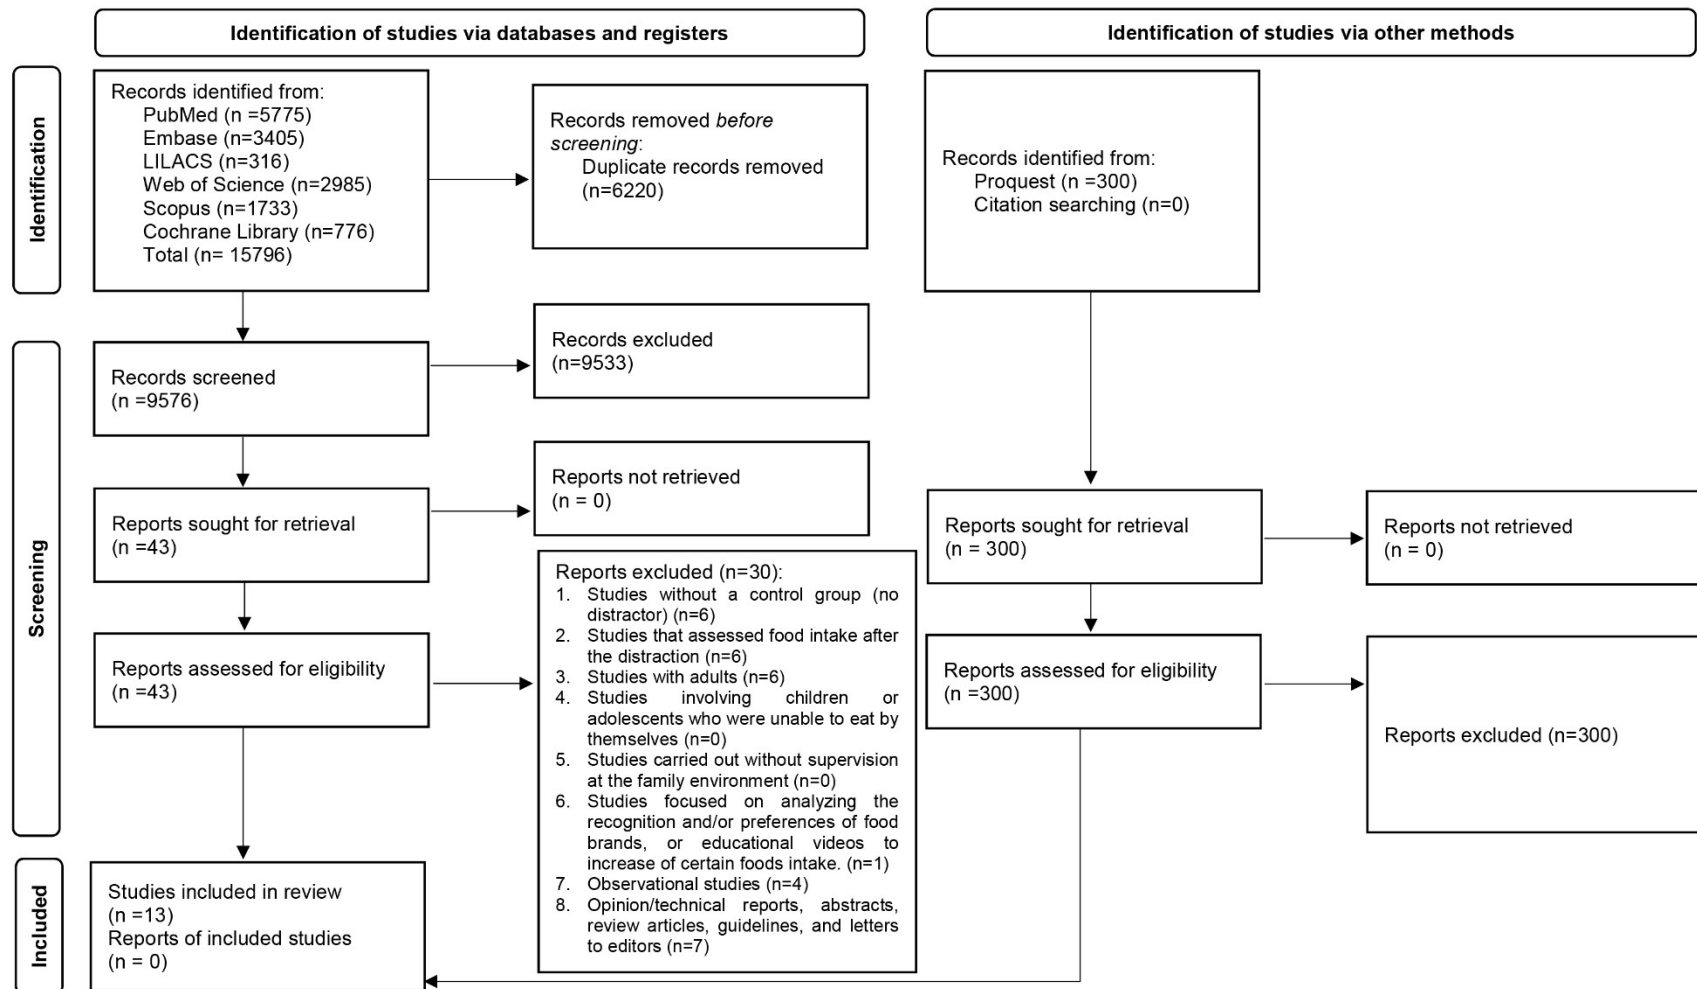 Identification of studies via databases and registers
Identification of studies via other methods
Identification
Records identified from:
PubMed (n =5775)
Embase (n=3405)
LILACS (n=316)
Web of Science (n=2985)
Scopus (n=1733)
Cochrane Library (n=776)
Total (n= 15796)
Records removed before
screening:
Duplicate records removed
(n=6220)
Records identified from:
Proquest (n =300)
Citation searching (n=0)
Screening
Records screened
(n =9576)
Records excluded
(n=9533)
Reports sought for retrieval
(n =43)
Reports not retrieved
(n = 0)
Reports sought for retrieval
(n = 300)
Reports not retrieved
(n = 0)
Reports assessed for eligibility
(n =43)
Reports excluded (n=30):
1. Studies without a control group (no
distractor) (n=6)
2. Studies that assessed food intake after
the distraction (n=6)
3. Studies with adults (n=6)
4. Studies involving children or
adolescents who were unable to eat by
themselves (n=0)
5. Studies carried out without supervision
at the family environment (n=0)
6. Studies focused on analyzing the
recognition and/or preferences of food
brands, or educational videos to
increase of certain foods intake. (n=1)
7. Observational studies (n=4)
8. Opinion/technical reports, abstracts,
review articles, guidelines, and letters
to editors (n=7)
Reports assessed for eligibility
(n =300)
Reports excluded (n=300)
Included
Studies included in review
(n =13)
Reports of included studies
(n = 0)